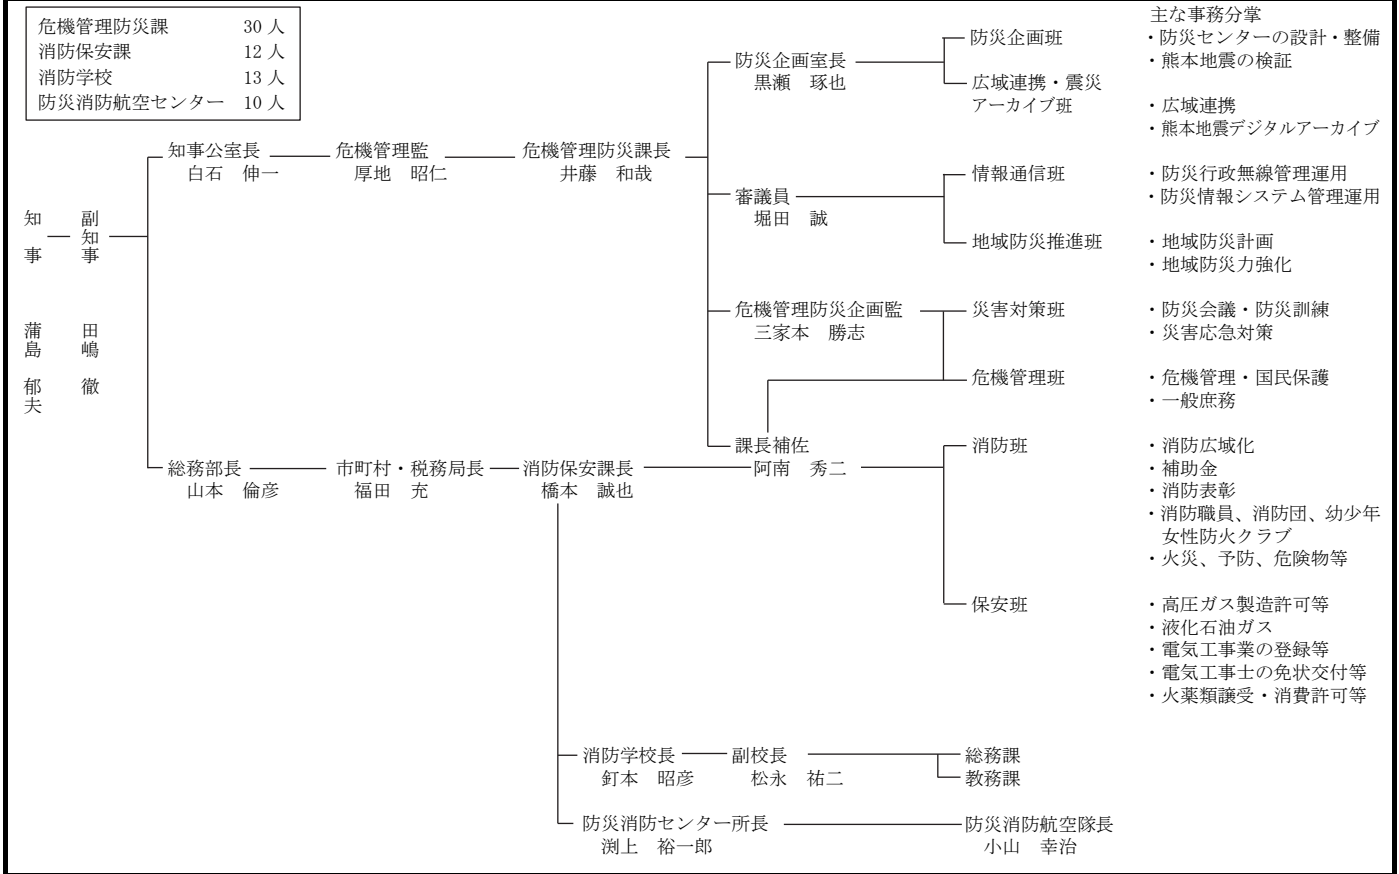 危機管理防災課 30人
消防保安課 12人
消防学校 13人
防災消防航空センター 10人
知事
蒲島 郁夫
副知事
田嶋 徹
知事公室長
白石 伸一
危機管理監
厚地 昭仁
危機管理防災課長
井藤 和哉
防災企画室長
黒瀬 琢也
防災企画班
広域連携・震災
アーカイブ班
審議員
堀田 誠
情報通信班
地域防災推進班
危機管理防災企画監
三家本 勝志
災害対策班
危機管理班
課長補佐
阿南 秀二
総務部長
山本 倫彦
市町村・税務局長
福田 充
消防保安課長
橋本 誠也
消防班
保安班
消防学校長
釘本 昭彦
副校長
松永 祐二
総務課
教務課
防災消防センター所長
渕上 裕一郎
防災消防航空隊長
小山 幸治
主な事務分掌
・防災センターの設計・整備
・熊本地震の検証
・広域連携
・熊本地震デジタルアーカイブ
・防災行政無線管理運用
・防災情報システム管理運用
・地域防災計画
・地域防災力強化
・防災会議・防災訓練
・災害応急対策
・危機管理・国民保護
・一般庶務
・消防広域化
・補助金
・消防表彰
・消防職員、消防団、幼少年
女性防火クラブ
・火災、予防、危険物等
・高圧ガス製造許可等
・液化石油ガス
・電気工事業の登録等
・電気工事士の免状交付等
・火薬類譲受・消費許可等